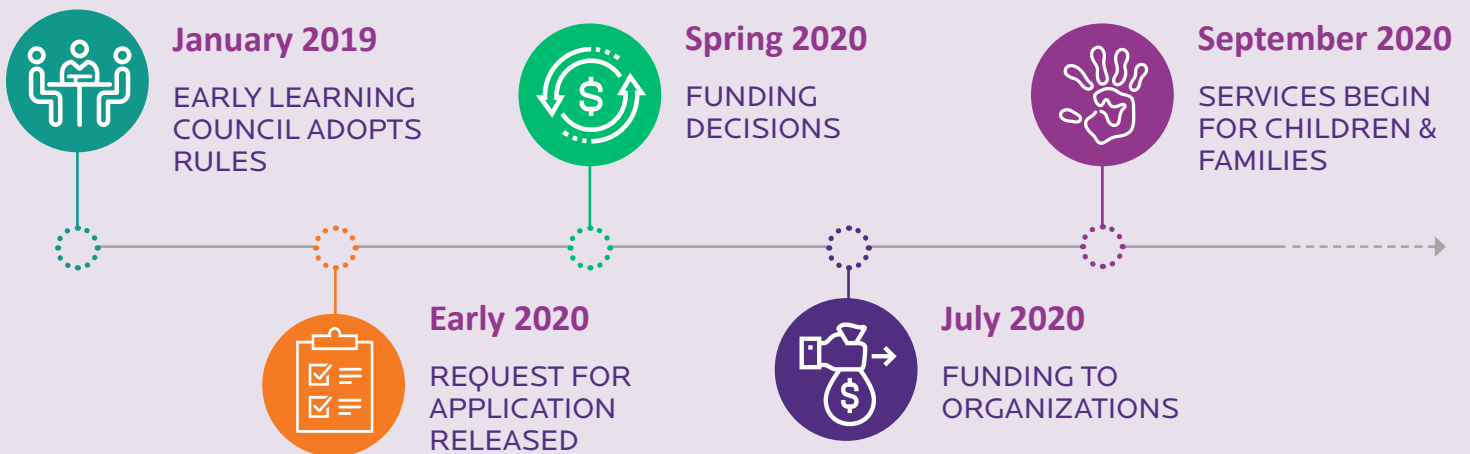 January 2019
EARLY LEARNING
COUNCIL ADOPTS
RULES
Early 2020
REQUEST FOR
APPLICATION
RELEASED
$
Spring 2020
FUNDING
DECISIONS
$
July 2020
FUNDING TO
ORGANIZATIONS
September 2020
SERVICES BEGIN
FOR CHILDREN &
FAMILIES